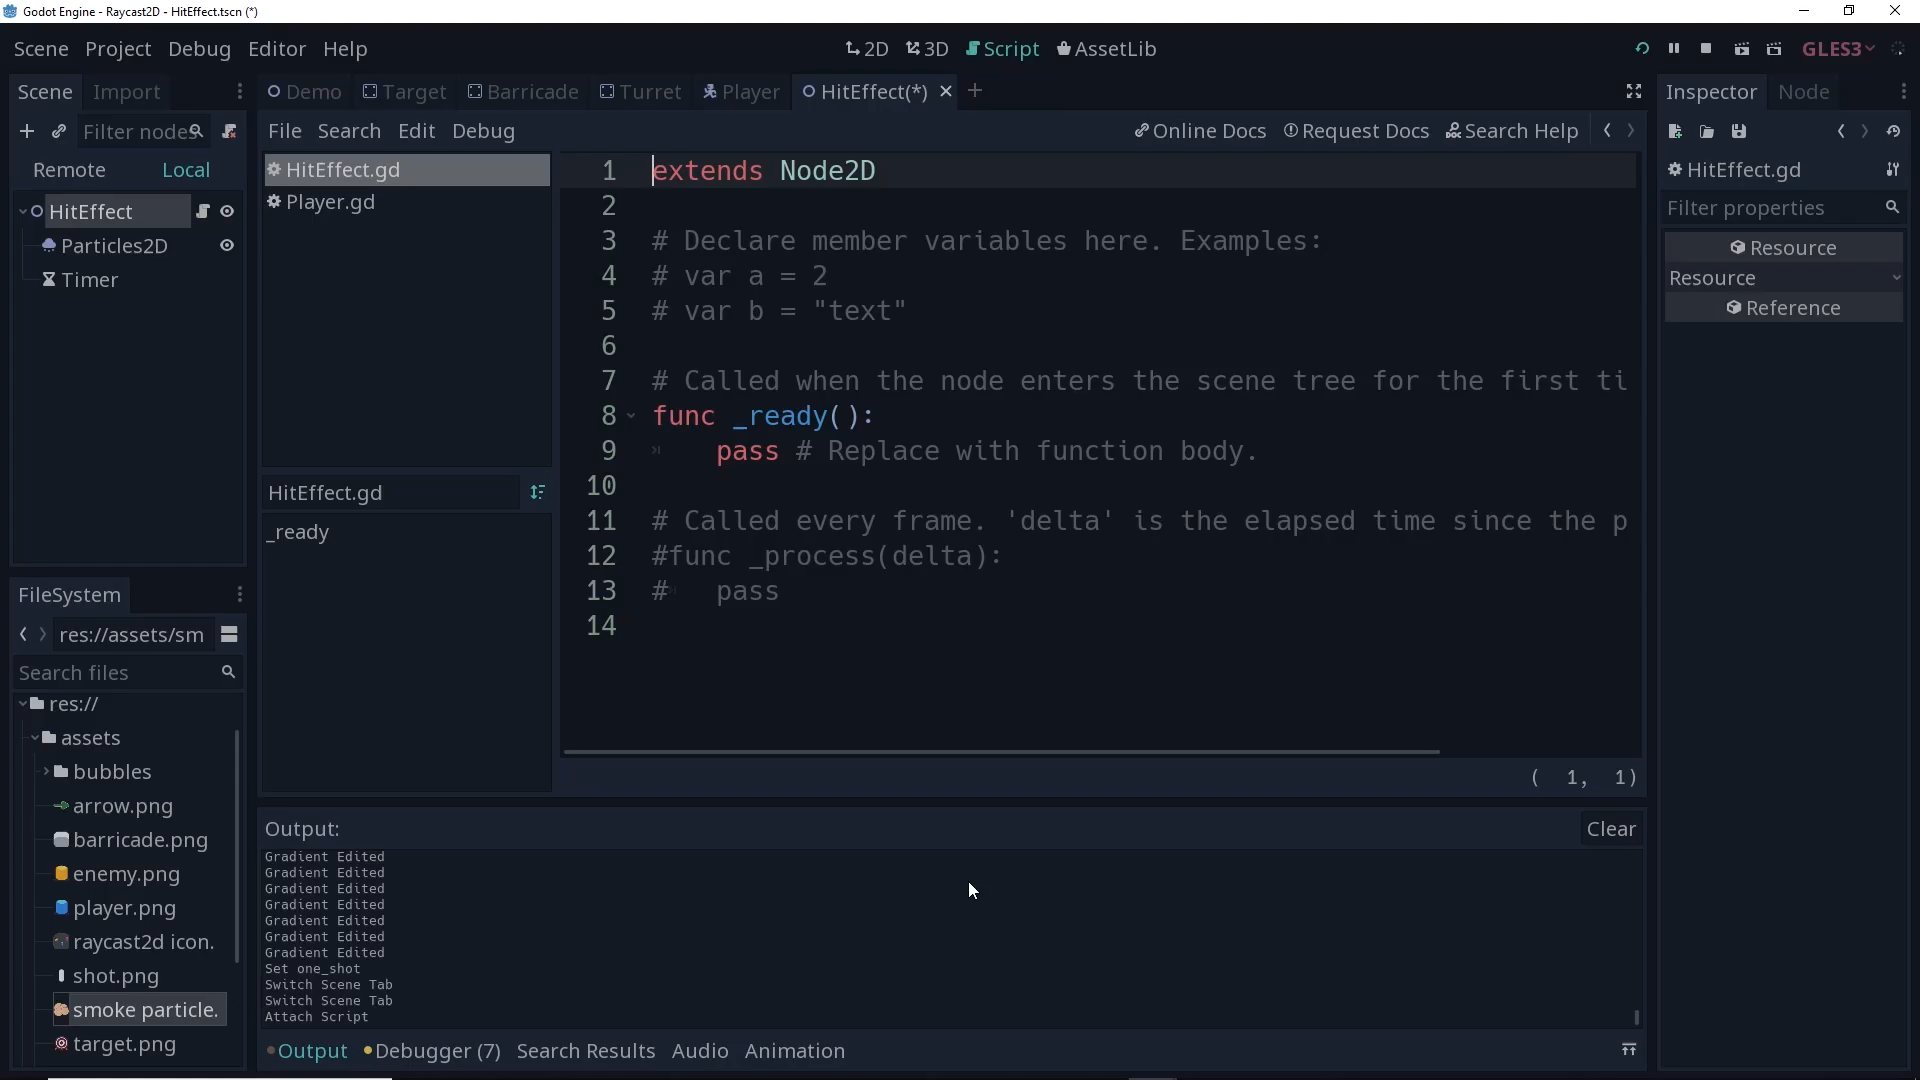 Godot Engine - Raycast2D - HitEffect.tscn (*)
Scene Project Debug Editor Help
2D 3D Script AssetLib
GLES3
Scene Import
Demo Target Barricade Turret Player HitEffect(*)
Inspector Node
Filter nodes
File Search Edit Debug
Online Docs Request Docs Search Help
Remote Local
HitEffect.gd
Player.gd
HitEffect.gd
Filter properties
HitEffect
Particles2D
Timer
Resource
Resource
Reference
1 extends Node2D
2
3 # Declare member variables here. Examples:
4 # var a = 2
5 # var b = "text"
6
7 # Called when the node enters the scene tree for the first ti
8 func _ready():
9 pass # Replace with function body.
10
11 # Called every frame. 'delta' is the elapsed time since the p
12 #func _process(delta):
13 # pass
14
HitEffect.gd
_ready
( 1, 1)
FileSystem
res://assets/sm
Search files
res://
assets
bubbles
arrow.png
barricade.png
enemy.png
player.png
raycast2d icon.
shot.png
smoke particle.
target.png
Output:
Clear
Gradient Edited
Gradient Edited
Gradient Edited
Gradient Edited
Gradient Edited
Gradient Edited
Gradient Edited
Set one_shot
Switch Scene Tab
Switch Scene Tab
Attach Script
Output Debugger (7) Search Results Audio Animation